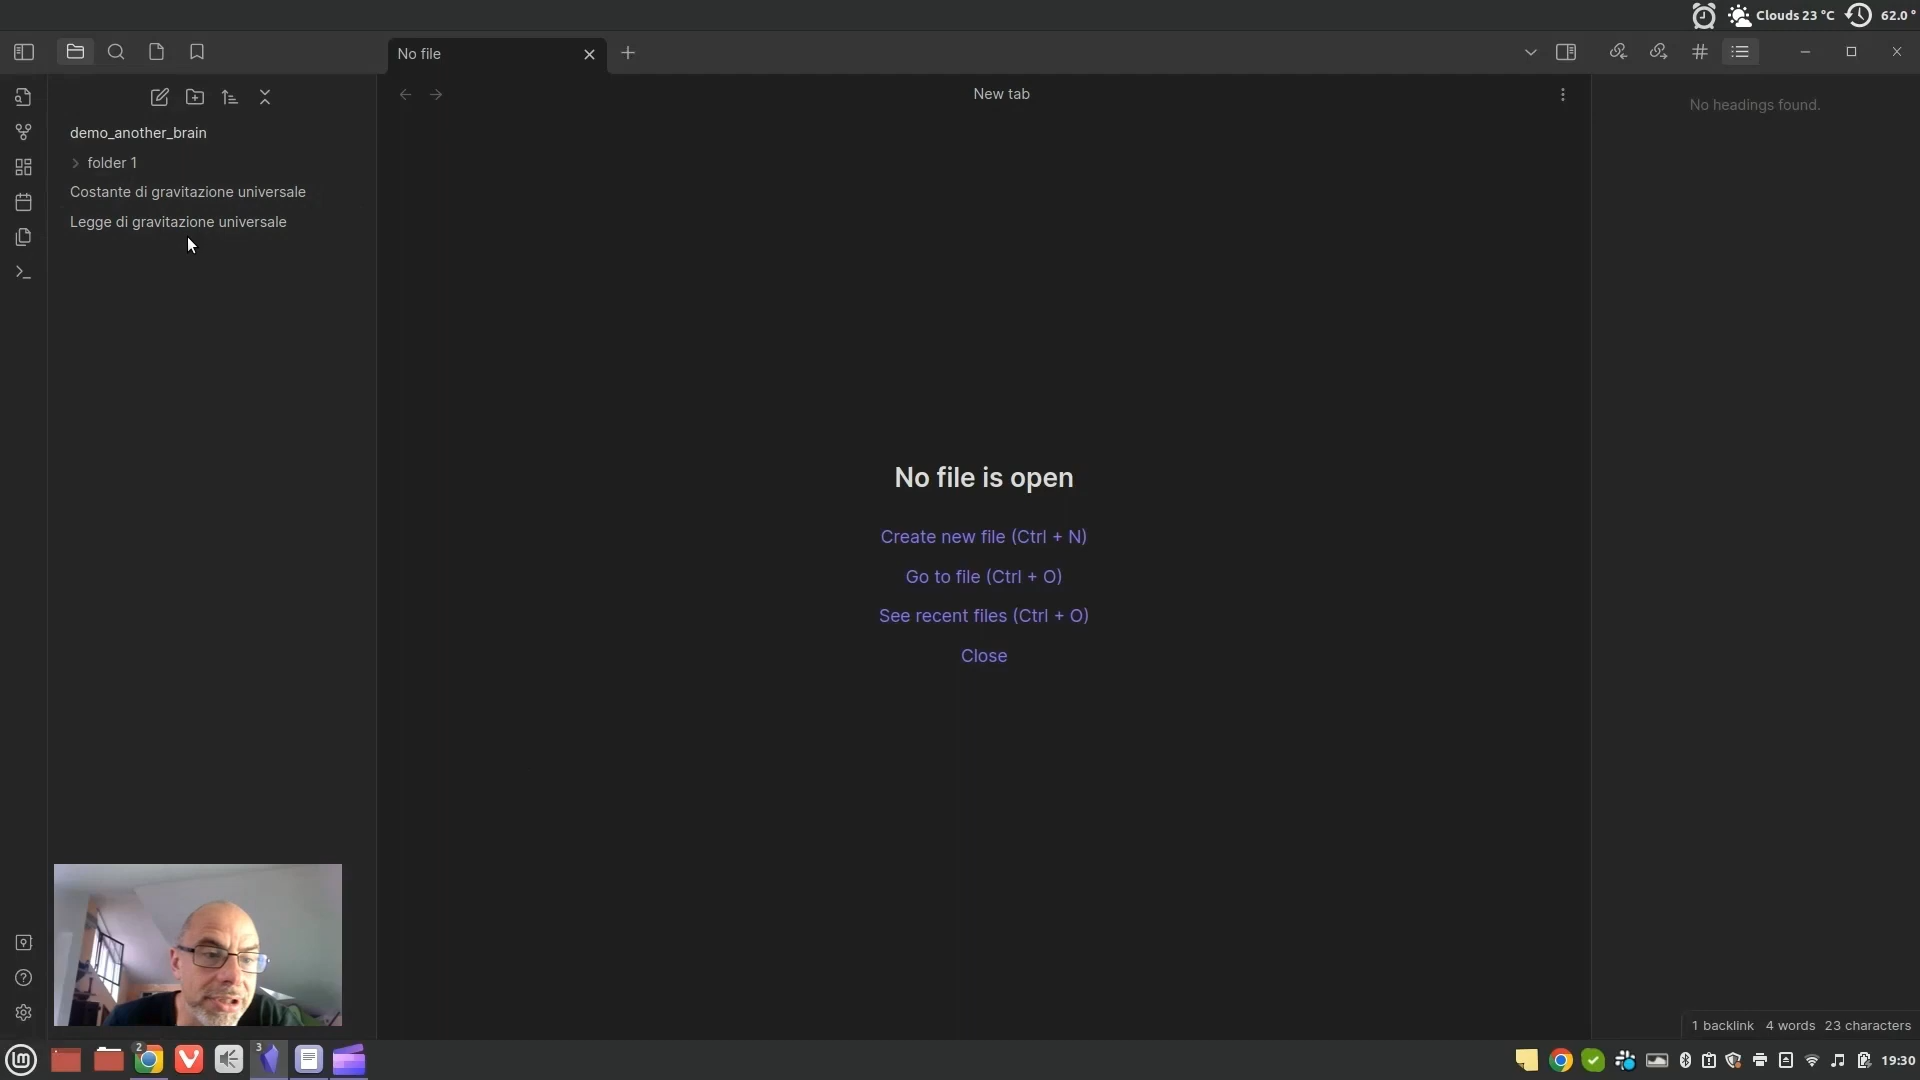 Clouds 23 °C
62.0 °
No file
New tab
No headings found.
demo_another_brain
folder 1
Costante di gravitazione universale
Legge di gravitazione universale
No file is open
Create new file (Ctrl + N)
Go to file (Ctrl + O)
See recent files (Ctrl + O)
Close
1 backlink 4 words 23 characters
2
3
19:30